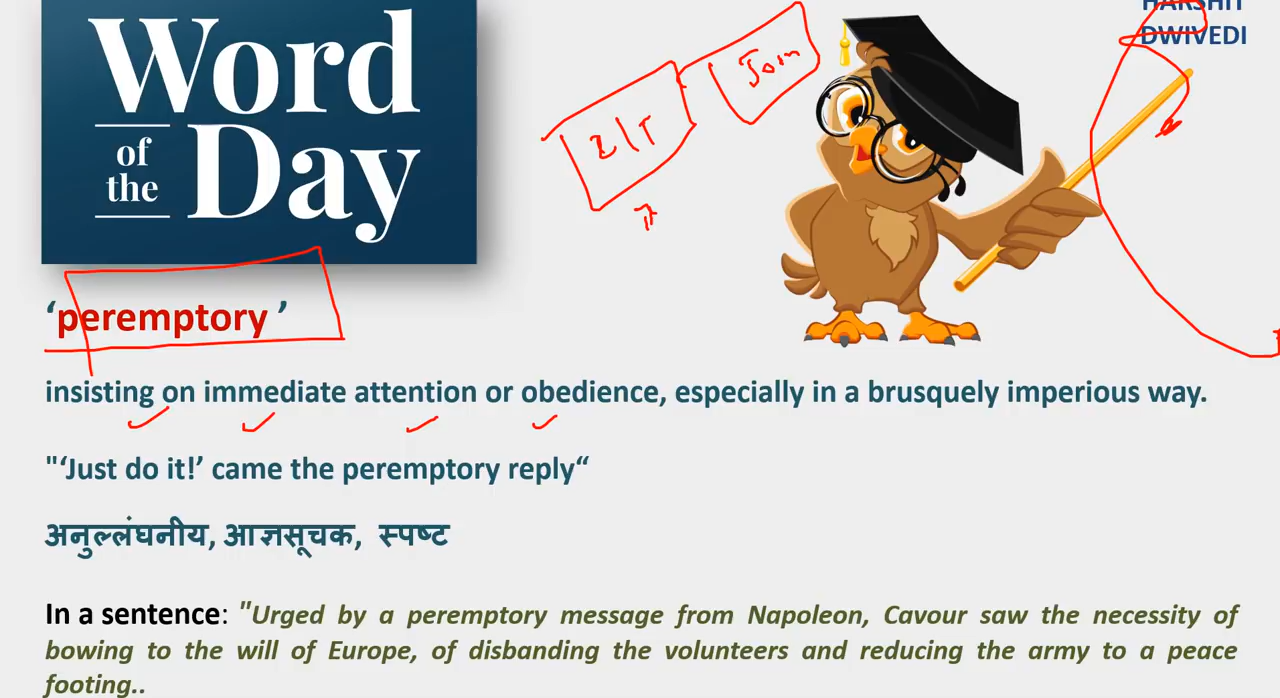 HARSHIT
DWIVEDI
Word
of
the
Day
‘peremptory ’
insisting on immediate attention or obedience, especially in a brusquely imperious way.
"‘Just do it!’ came the peremptory reply“
अनुल्लंघनीय, आज्ञसूचक, स्पष्ट
In a sentence: "Urged by a peremptory message from Napoleon, Cavour saw the necessity of
bowing to the will of Europe, of disbanding the volunteers and reducing the army to a peace
footing..